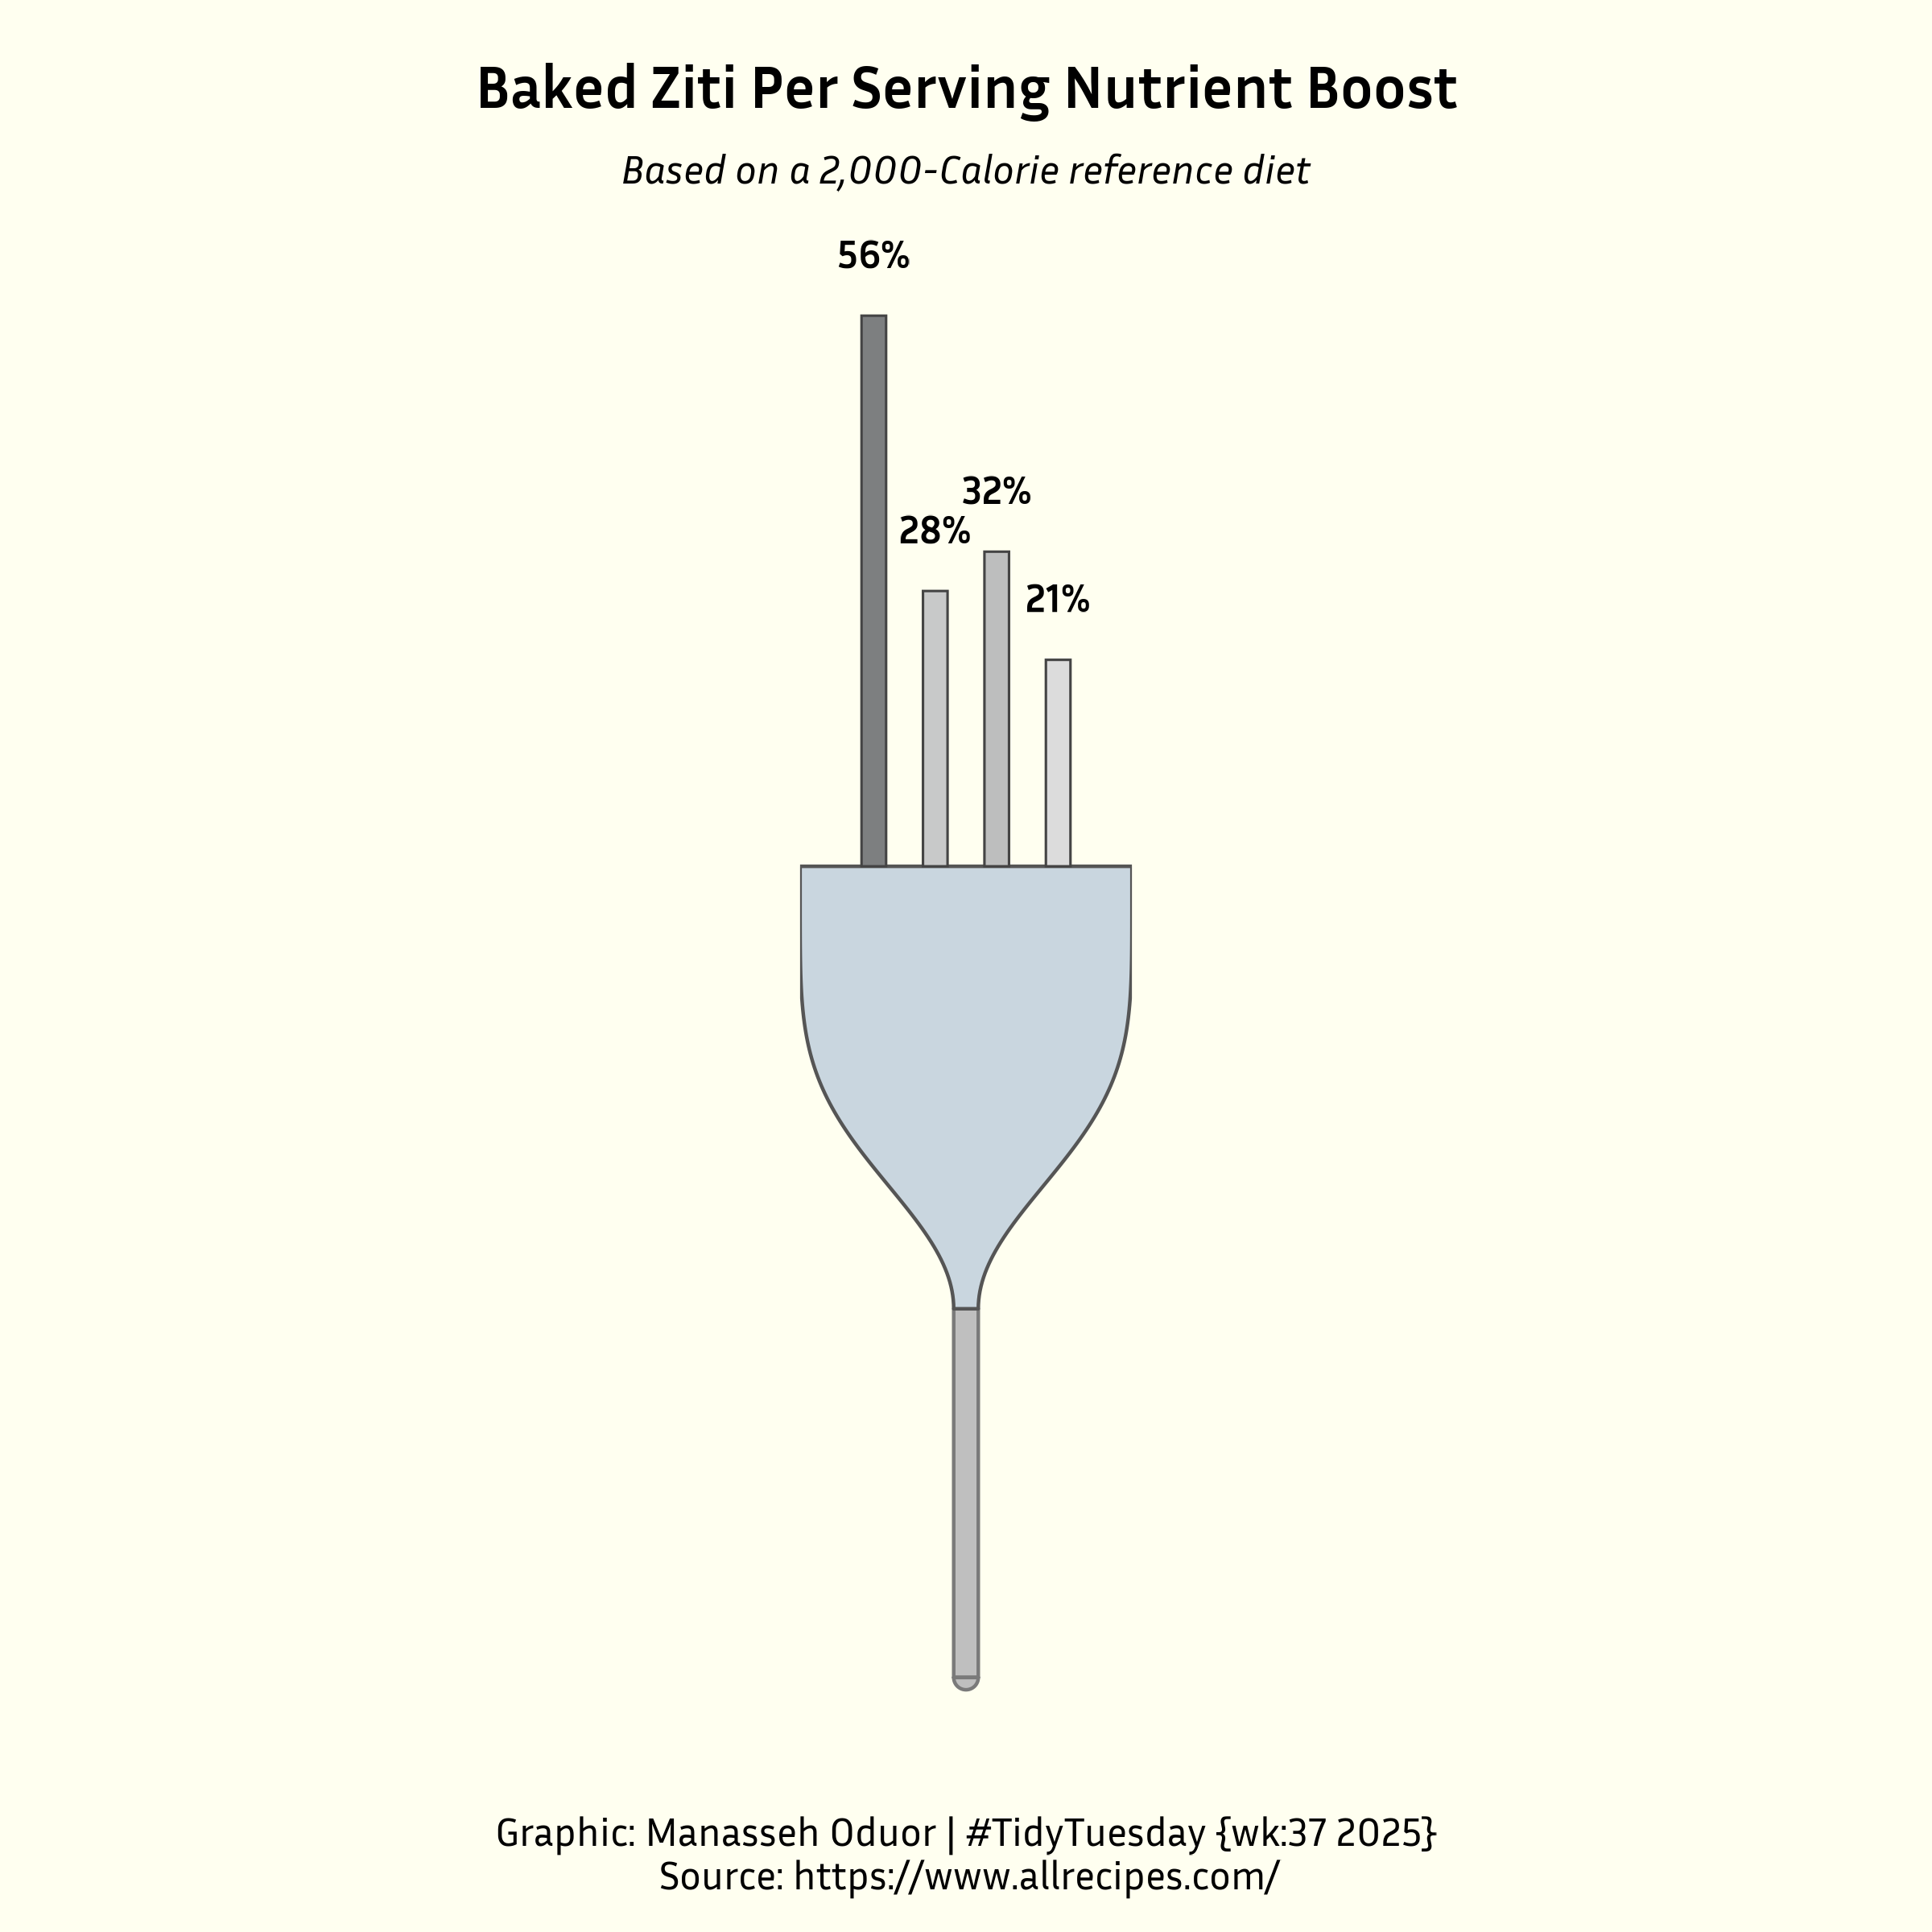 Baked Ziti Per Serving Nutrient Boost
Based on a 2,000-Calorie reference diet
56%
28%
32%
21%
Graphic: Manasseh Oduor | #TidyTuesday {wk:37 2025}
Source: https://www.allrecipes.com/